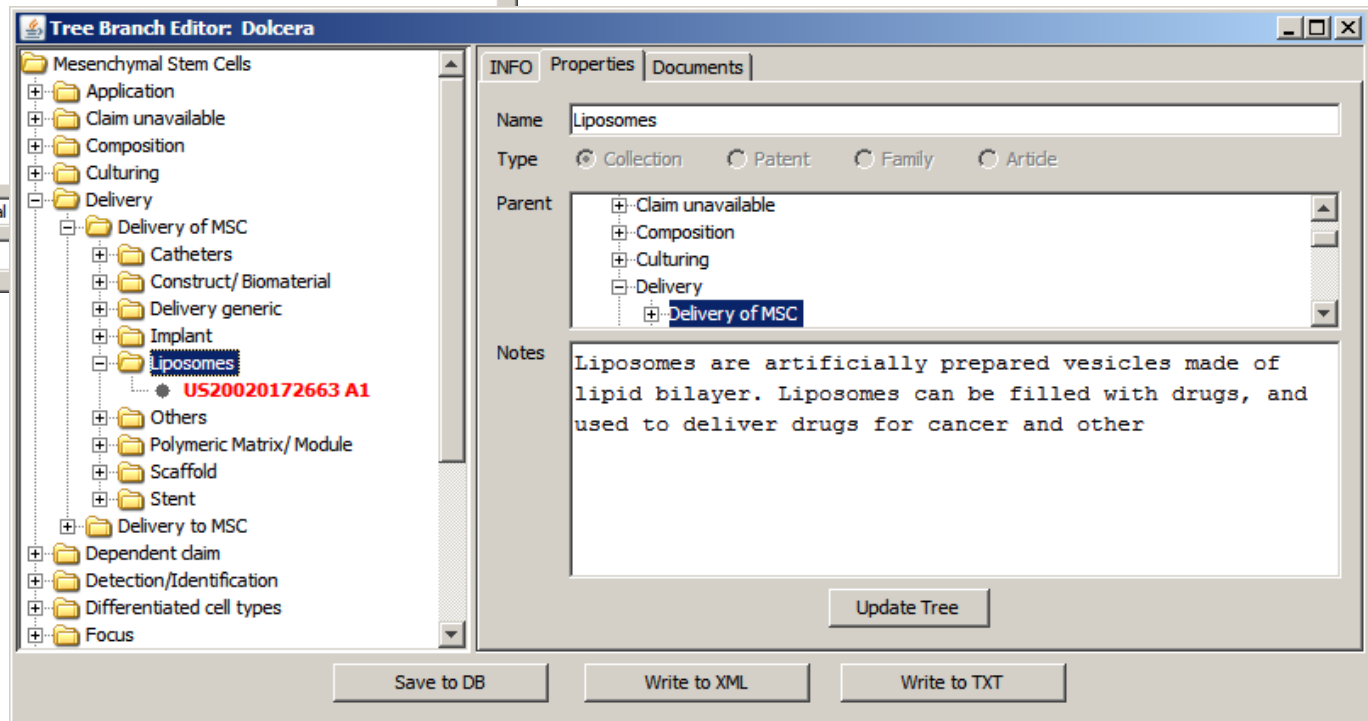 Tree Branch Editor: Dolcera
Mesenchymal Stem Cells
Application
Claim unavailable
Composition
Culturing
Delivery
Delivery of MSC
Catheters
Construct/ Biomaterial
Delivery generic
Implant
Liposomes
US20020172663 A1
Others
Polymeric Matrix/ Module
Scaffold
Stent
Delivery to MSC
Dependent claim
Detection/Identification
Differentiated cell types
Focus
INFO Properties Documents
Name Liposomes
Type Collection Patent Family Article
Parent
Claim unavailable
Composition
Culturing
Delivery
Delivery of MSC
Notes
Liposomes are artificially prepared vesicles made of
lipid bilayer. Liposomes can be filled with drugs, and
used to deliver drugs for cancer and other
Update Tree
Save to DB Write to XML Write to TXT